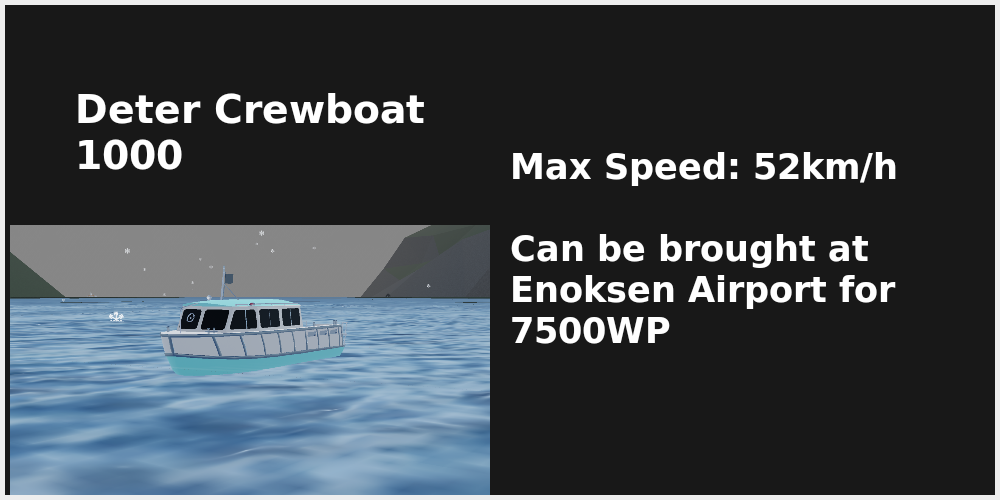 Deter Crewboat
1000
Max Speed: 52km/h
Can be brought at
Enoksen Airport for
7500WP